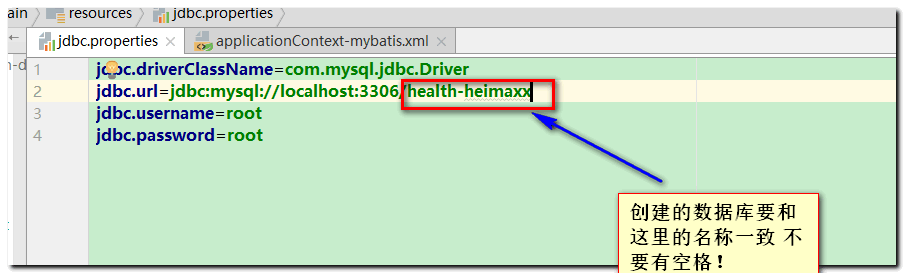 ain resources jdbc.properties
jdbc.properties × applicationContext-mybatis.xml ×
1 jdbc.driverClassName=com.mysql.jdbc.Driver
2 jdbc.url=jdbc:mysql://localhost:3306/health-heimaxx
3 jdbc.username=root
4 jdbc.password=root
创建的数据库要和
这里的名称一致 不
要有空格！